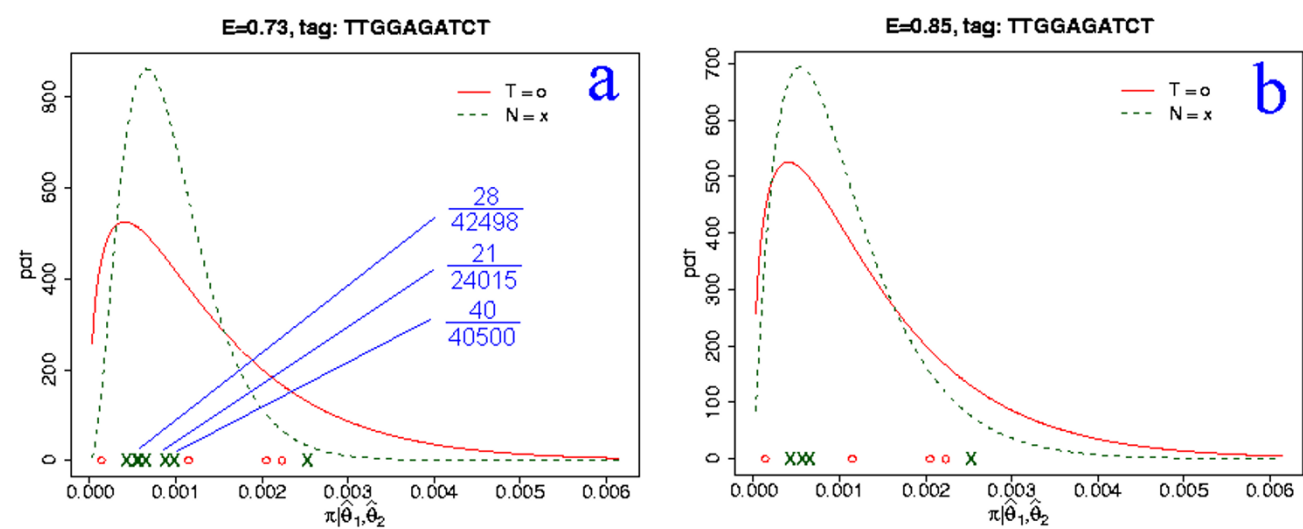 E=0.73, tag: TTGGAGATCT
a
T = o
N = x
800
600
400
200
0
pdf
28
42498
21
24015
40
40500
0.000 0.001 0.002 0.003 0.004 0.005 0.006
π|θ̂₁,θ̂₂
E=0.85, tag: TTGGAGATCT
b
T = o
N = x
700
600
500
400
300
200
100
0
pdf
0.000 0.001 0.002 0.003 0.004 0.005 0.006
π|θ̂₁,θ̂₂